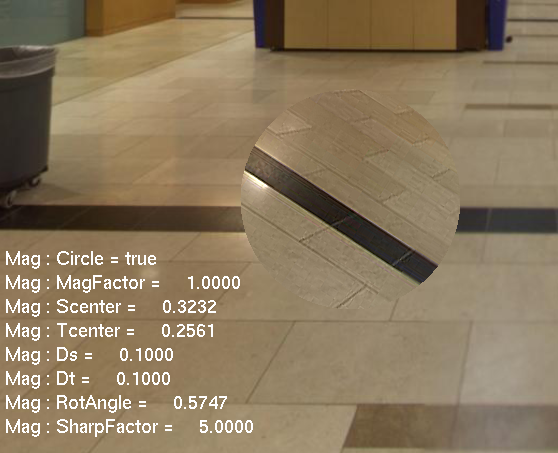 Mag : Circle = true
Mag : MagFactor = 1.0000
Mag : Scenter = 0.3232
Mag : Tcenter = 0.2561
Mag : Ds = 0.1000
Mag : Dt = 0.1000
Mag : RotAngle = 0.5747
Mag : SharpFactor = 5.0000